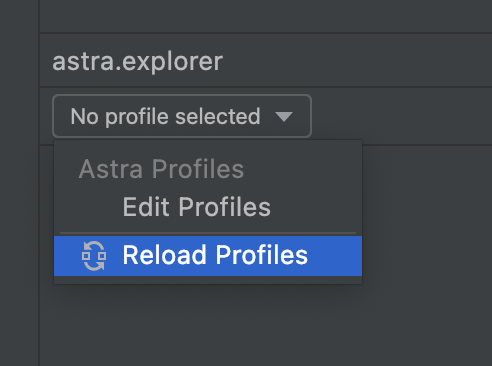 astra.explorer
No profile selected
Astra Profiles
Edit Profiles
Reload Profiles